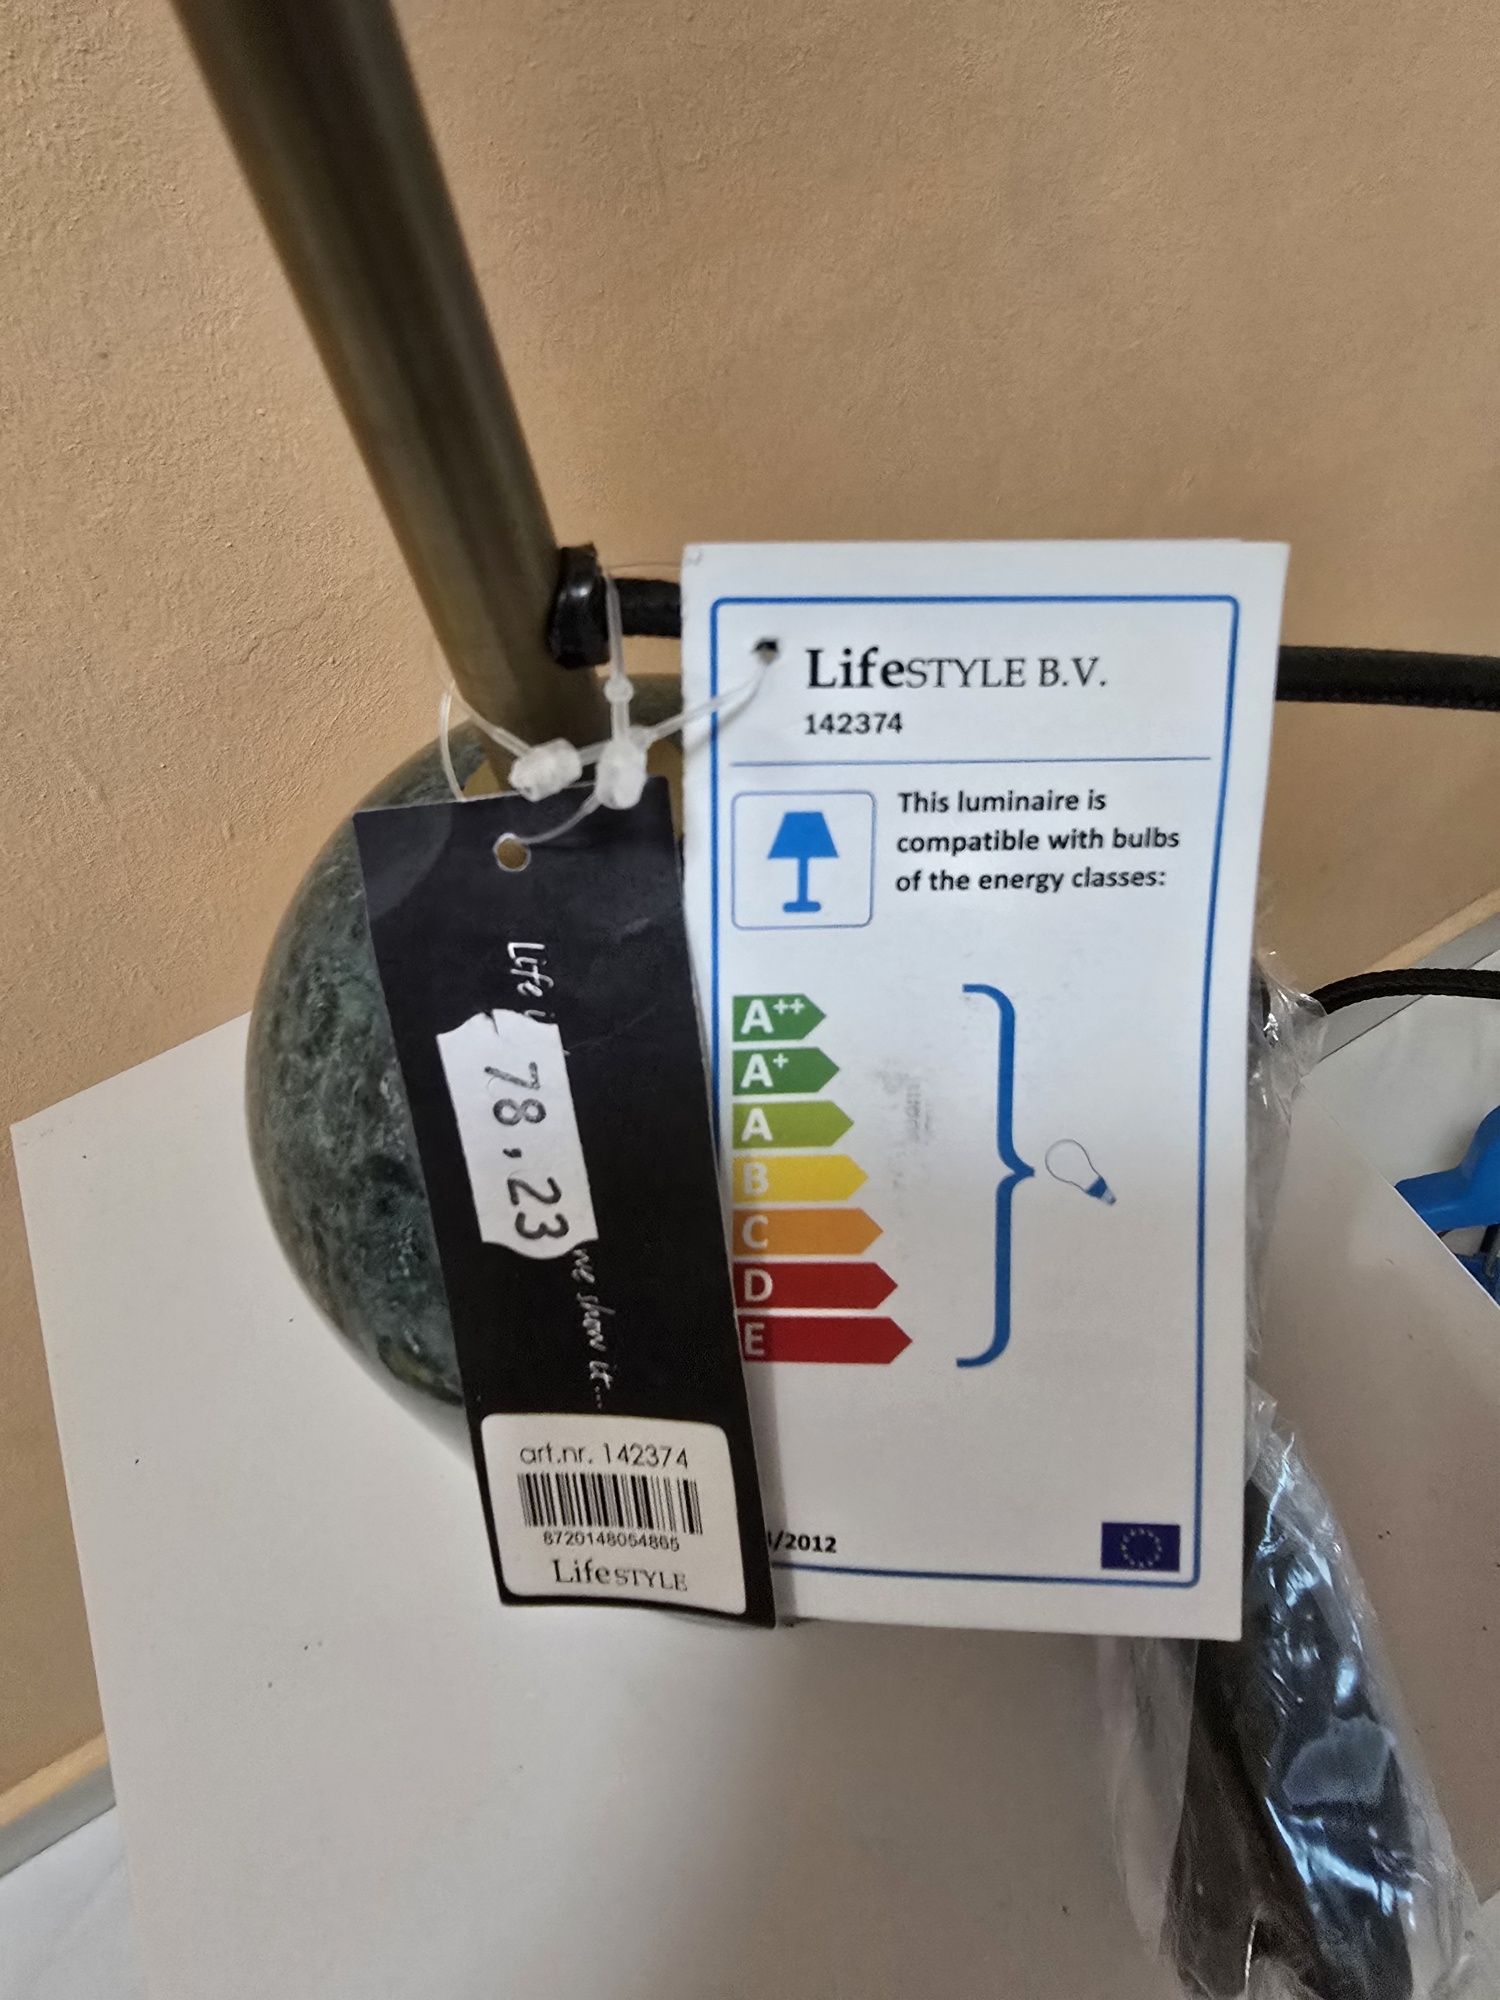 LifeSTYLE B.V.
142374
This luminaire is
compatible with bulbs
of the energy classes:
A++
A+
A
B
C
D
E
/2012
Life
78,23
we show it...
art.nr. 142374
8720148054865
LifeSTYLE